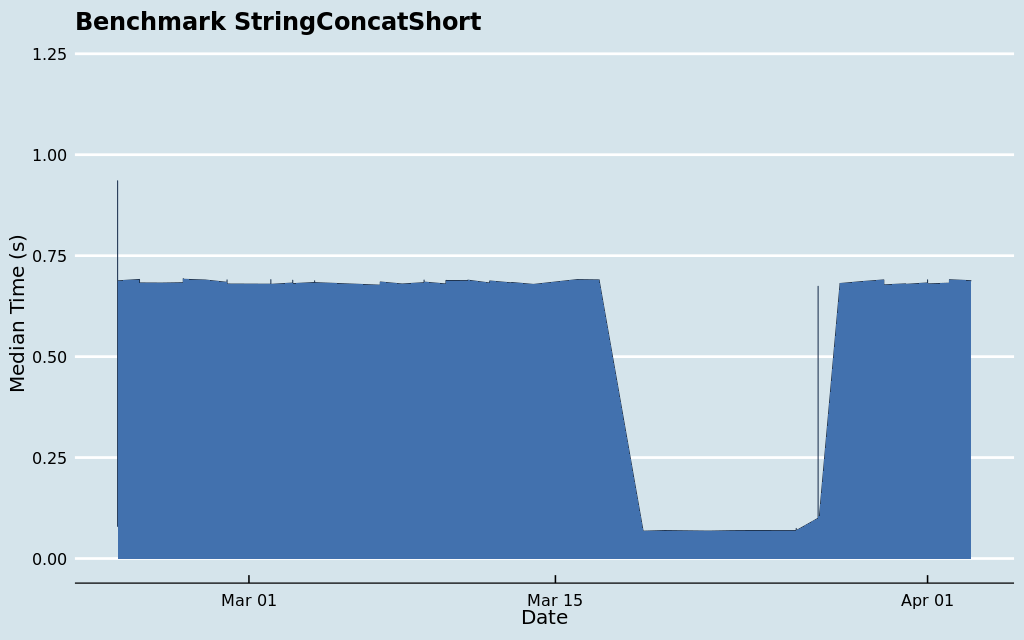 Benchmark StringConcatShort
1.25
1.00
0.75
0.50
0.25
0.00
Median Time (s)
Mar 01
Mar 15
Apr 01
Date